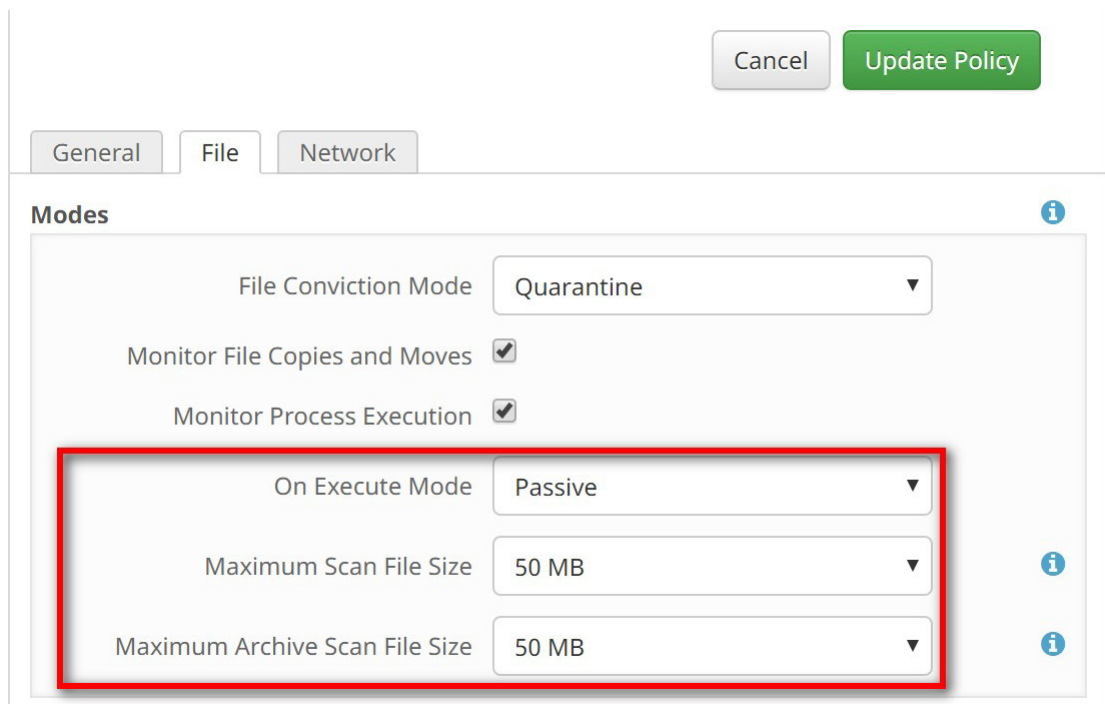 Cancel Update Policy
General File Network
Modes
File Conviction Mode Quarantine
Monitor File Copies and Moves
Monitor Process Execution
On Execute Mode Passive
Maximum Scan File Size 50 MB
Maximum Archive Scan File Size 50 MB